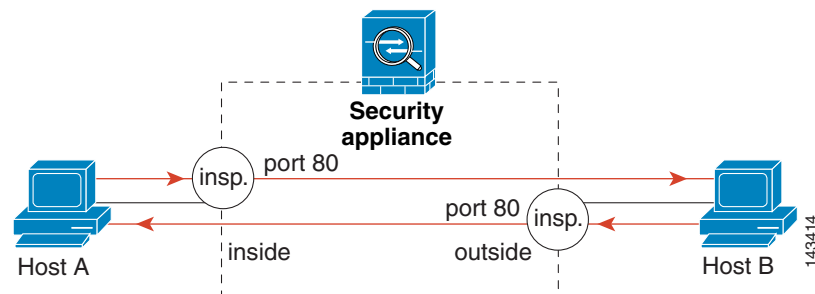 Security
appliance
insp.
port 80
port 80
insp.
inside
outside
Host A
Host B
143414